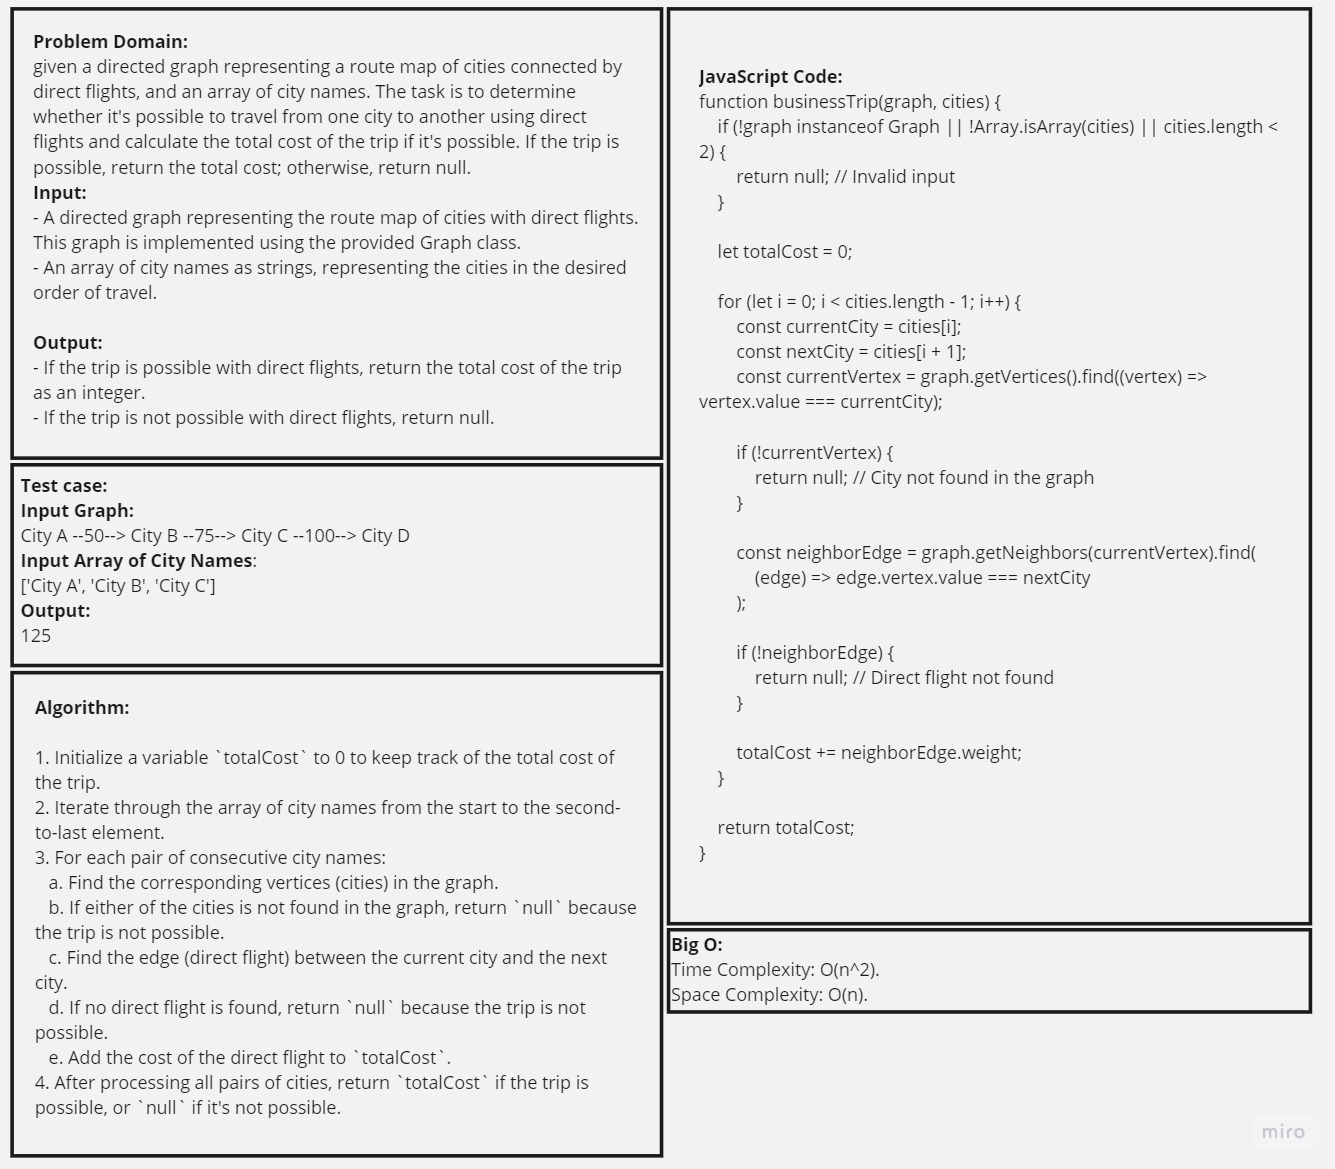 Problem Domain:
given a directed graph representing a route map of cities connected by
direct flights, and an array of city names. The task is to determine
whether it's possible to travel from one city to another using direct
flights and calculate the total cost of the trip if it's possible. If the trip is
possible, return the total cost; otherwise, return null.
Input:
- A directed graph representing the route map of cities with direct flights.
This graph is implemented using the provided Graph class.
- An array of city names as strings, representing the cities in the desired
order of travel.
Output:
- If the trip is possible with direct flights, return the total cost of the trip
as an integer.
- If the trip is not possible with direct flights, return null.
Test case:
Input Graph:
City A --50--> City B --75--> City C --100--> City D
Input Array of City Names:
['City A', 'City B', 'City C']
Output:
125
Algorithm:
1. Initialize a variable `totalCost` to 0 to keep track of the total cost of
the trip.
2. Iterate through the array of city names from the start to the second-
to-last element.
3. For each pair of consecutive city names:
a. Find the corresponding vertices (cities) in the graph.
b. If either of the cities is not found in the graph, return `null` because
the trip is not possible.
c. Find the edge (direct flight) between the current city and the next
city.
d. If no direct flight is found, return `null` because the trip is not
possible.
e. Add the cost of the direct flight to `totalCost`.
4. After processing all pairs of cities, return `totalCost` if the trip is
possible, or `null` if it's not possible.
JavaScript Code:
function businessTrip(graph, cities) {
if (!graph instanceof Graph || !Array.isArray(cities) || cities.length <
2) {
return null; // Invalid input
}
let totalCost = 0;
for (let i = 0; i < cities.length - 1; i++) {
const currentCity = cities[i];
const nextCity = cities[i + 1];
const currentVertex = graph.getVertices().find((vertex) =>
vertex.value === currentCity);
if (!currentVertex) {
return null; // City not found in the graph
}
const neighborEdge = graph.getNeighbors(currentVertex).find(
(edge) => edge.vertex.value === nextCity
);
if (!neighborEdge) {
return null; // Direct flight not found
}
totalCost += neighborEdge.weight;
}
return totalCost;
}
Big O:
Time Complexity: O(n^2).
Space Complexity: O(n).
miro